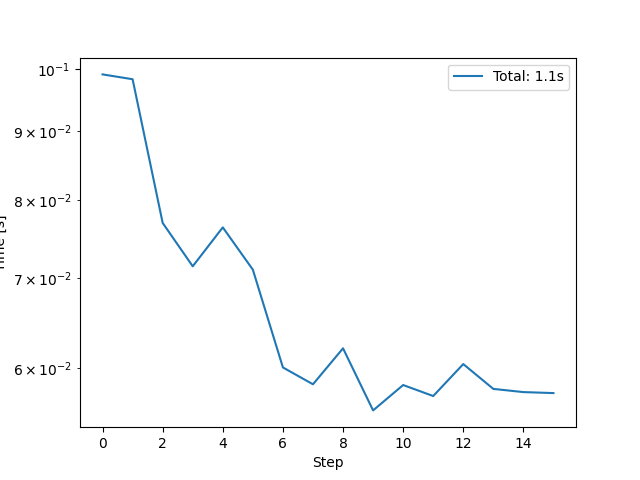 Total: 1.1s
10⁻¹
9 × 10⁻²
8 × 10⁻²
7 × 10⁻²
6 × 10⁻²
Time [s]
0 2 4 6 8 10 12 14
Step